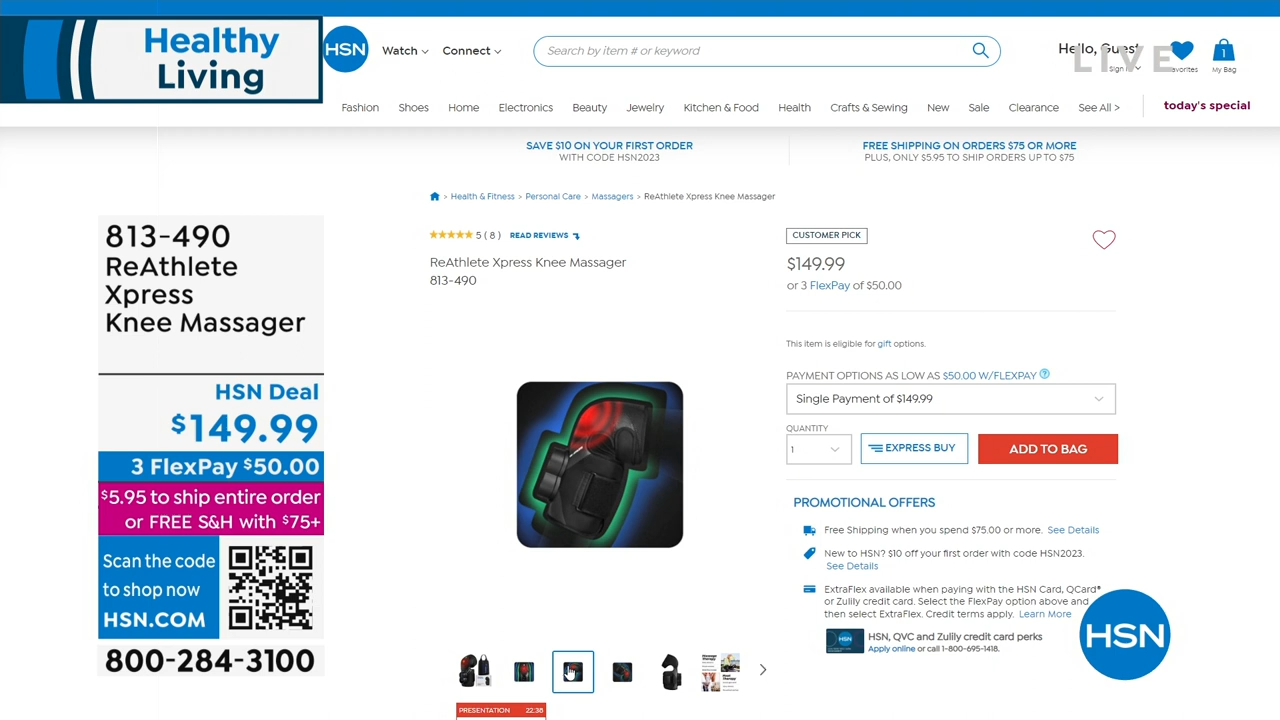 Healthy
Living
HSN
Watch
Connect
Search by item # or keyword
Hello, Guest
LIVE
Sign In
Favorites
1
My Bag
Fashion
Shoes
Home
Electronics
Beauty
Jewelry
Kitchen & Food
Health
Crafts & Sewing
New
Sale
Clearance
See All >
today's special
SAVE $10 ON YOUR FIRST ORDER
WITH CODE HSN2023
FREE SHIPPING ON ORDERS $75 OR MORE
PLUS, ONLY $5.95 TO SHIP ORDERS UP TO $75
> Health & Fitness > Personal Care > Massagers > ReAthlete Xpress Knee Massager
5 ( 8 ) READ REVIEWS
ReAthlete Xpress Knee Massager
813-490
CUSTOMER PICK
$149.99
or 3 FlexPay of $50.00
This item is eligible for gift options.
PAYMENT OPTIONS AS LOW AS $50.00 W/FLEXPAY ?
Single Payment of $149.99
QUANTITY
1
EXPRESS BUY
ADD TO BAG
PROMOTIONAL OFFERS
Free Shipping when you spend $75.00 or more. See Details
New to HSN? $10 off your first order with code HSN2023.
See Details
ExtraFlex available when paying with the HSN Card, QCard®
or Zulily credit card. Select the FlexPay option above and
then select ExtraFlex. Credit terms apply. Learn More
HSN
HSN, QVC and Zulily credit card perks
Apply online or call 1-800-695-1418.
HSN
813-490
ReAthlete
Xpress
Knee Massager
HSN Deal
$149.99
3 FlexPay $50.00
$5.95 to ship entire order
or FREE S&H with $75+
Scan the code
to shop now
HSN.COM
800-284-3100
PRESENTATION 22:38